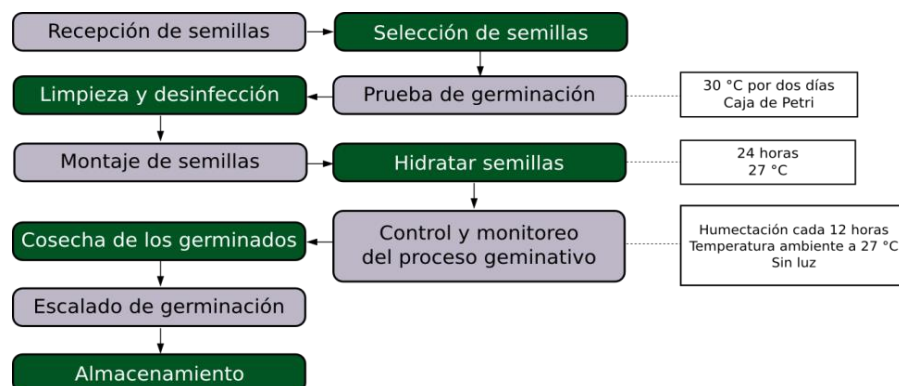 Recepción de semillas
Selección de semillas
Prueba de germinación
30 °C por dos días
Caja de Petri
Limpieza y desinfección
Montaje de semillas
Hidratar semillas
24 horas
27 °C
Control y monitoreo
del proceso geminativo
Humectación cada 12 horas
Temperatura ambiente a 27 °C
Sin luz
Cosecha de los germinados
Escalado de germinación
Almacenamiento